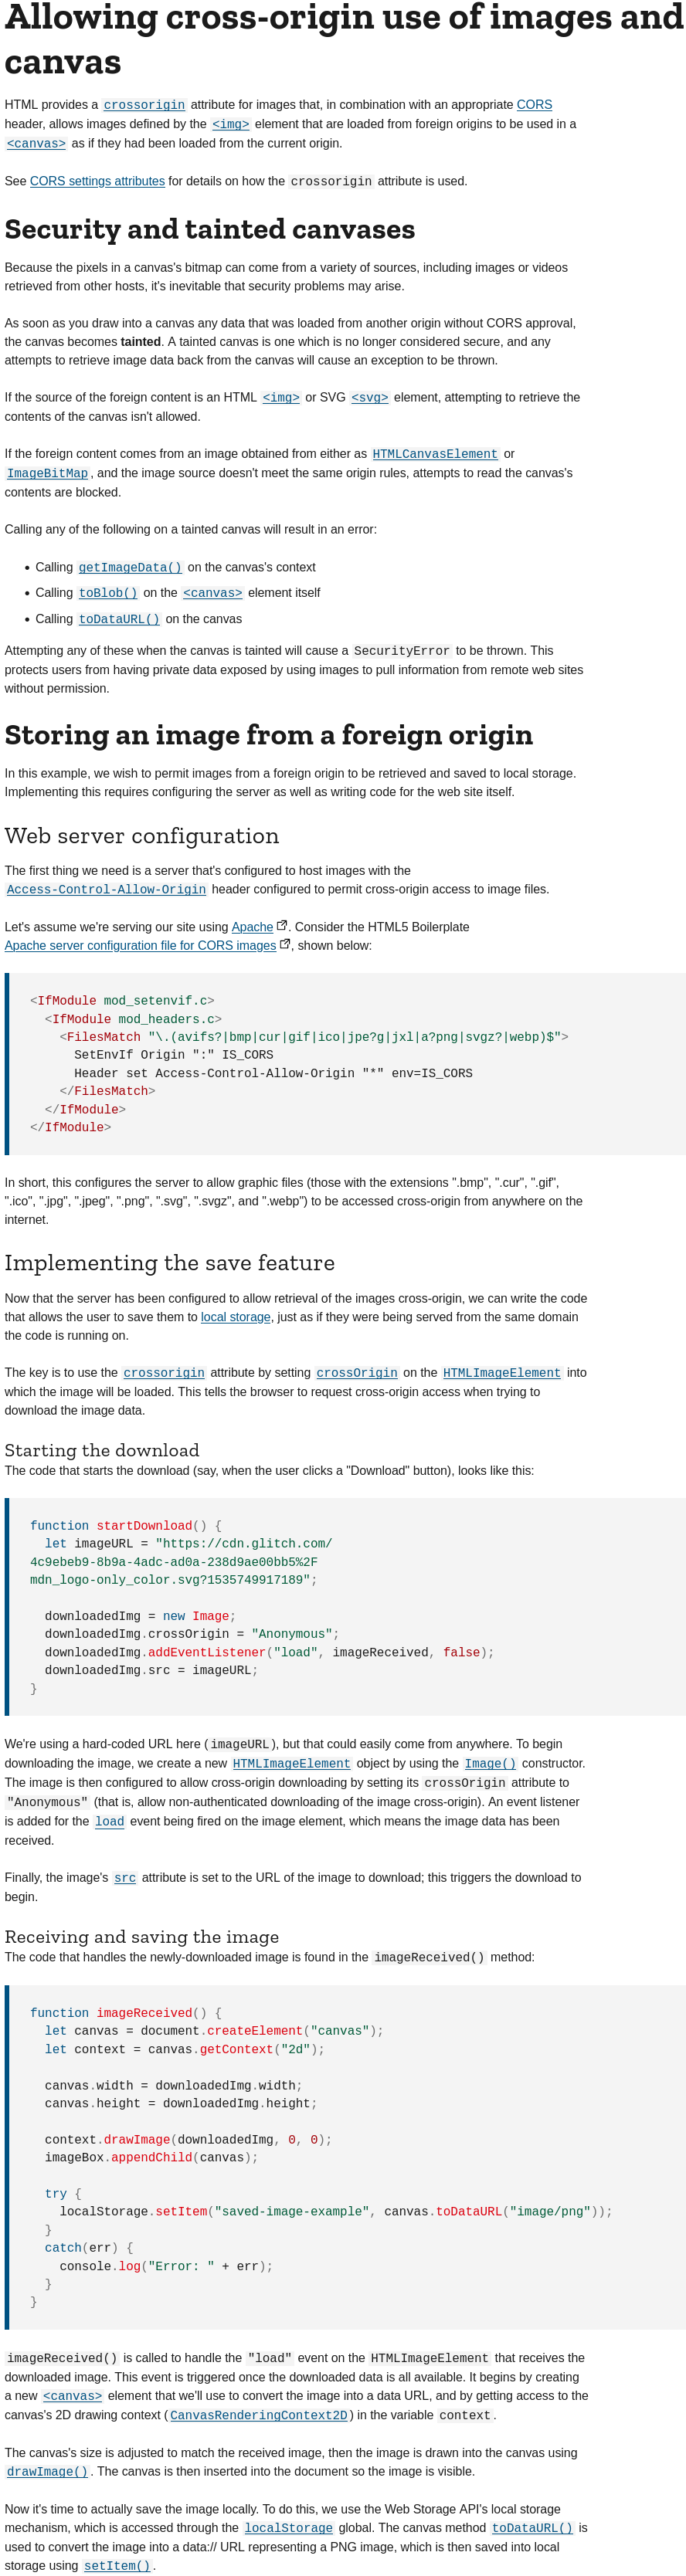 Allowing cross-origin use of images and
canvas
HTML provides a crossorigin attribute for images that, in combination with an appropriate CORS
header, allows images defined by the <img> element that are loaded from foreign origins to be used in a
<canvas> as if they had been loaded from the current origin.
See CORS settings attributes for details on how the crossorigin attribute is used.
Security and tainted canvases
Because the pixels in a canvas's bitmap can come from a variety of sources, including images or videos
retrieved from other hosts, it's inevitable that security problems may arise.
As soon as you draw into a canvas any data that was loaded from another origin without CORS approval,
the canvas becomes tainted. A tainted canvas is one which is no longer considered secure, and any
attempts to retrieve image data back from the canvas will cause an exception to be thrown.
If the source of the foreign content is an HTML <img> or SVG <svg> element, attempting to retrieve the
contents of the canvas isn't allowed.
If the foreign content comes from an image obtained from either as HTMLCanvasElement or
ImageBitMap, and the image source doesn't meet the same origin rules, attempts to read the canvas's
contents are blocked.
Calling any of the following on a tainted canvas will result in an error:
• Calling getImageData() on the canvas's context
• Calling toBlob() on the <canvas> element itself
• Calling toDataURL() on the canvas
Attempting any of these when the canvas is tainted will cause a SecurityError to be thrown. This
protects users from having private data exposed by using images to pull information from remote web sites
without permission.
Storing an image from a foreign origin
In this example, we wish to permit images from a foreign origin to be retrieved and saved to local storage.
Implementing this requires configuring the server as well as writing code for the web site itself.
Web server configuration
The first thing we need is a server that's configured to host images with the
Access-Control-Allow-Origin header configured to permit cross-origin access to image files.
Let's assume we're serving our site using Apache. Consider the HTML5 Boilerplate
Apache server configuration file for CORS images, shown below:
<IfModule mod_setenvif.c>
  <IfModule mod_headers.c>
    <FilesMatch "\.(avifs?|bmp|cur|gif|ico|jpe?g|jxl|a?png|svgz?|webp)$">
      SetEnvIf Origin ":" IS_CORS
      Header set Access-Control-Allow-Origin "*" env=IS_CORS
    </FilesMatch>
  </IfModule>
</IfModule>
In short, this configures the server to allow graphic files (those with the extensions ".bmp", ".cur", ".gif",
".ico", ".jpg", ".jpeg", ".png", ".svg", ".svgz", and ".webp") to be accessed cross-origin from anywhere on the
internet.
Implementing the save feature
Now that the server has been configured to allow retrieval of the images cross-origin, we can write the code
that allows the user to save them to local storage, just as if they were being served from the same domain
the code is running on.
The key is to use the crossorigin attribute by setting crossOrigin on the HTMLImageElement into
which the image will be loaded. This tells the browser to request cross-origin access when trying to
download the image data.
Starting the download
The code that starts the download (say, when the user clicks a "Download" button), looks like this:
function startDownload() {
  let imageURL = "https://cdn.glitch.com/
4c9ebeb9-8b9a-4adc-ad0a-238d9ae00bb5%2F
mdn_logo-only_color.svg?1535749917189";
  downloadedImg = new Image;
  downloadedImg.crossOrigin = "Anonymous";
  downloadedImg.addEventListener("load", imageReceived, false);
  downloadedImg.src = imageURL;
}
We're using a hard-coded URL here (imageURL), but that could easily come from anywhere. To begin
downloading the image, we create a new HTMLImageElement object by using the Image() constructor.
The image is then configured to allow cross-origin downloading by setting its crossOrigin attribute to
"Anonymous" (that is, allow non-authenticated downloading of the image cross-origin). An event listener
is added for the load event being fired on the image element, which means the image data has been
received.
Finally, the image's src attribute is set to the URL of the image to download; this triggers the download to
begin.
Receiving and saving the image
The code that handles the newly-downloaded image is found in the imageReceived() method:
function imageReceived() {
  let canvas = document.createElement("canvas");
  let context = canvas.getContext("2d");
  canvas.width = downloadedImg.width;
  canvas.height = downloadedImg.height;
  context.drawImage(downloadedImg, 0, 0);
  imageBox.appendChild(canvas);
  try {
    localStorage.setItem("saved-image-example", canvas.toDataURL("image/png"));
  }
  catch(err) {
    console.log("Error: " + err);
  }
}
imageReceived() is called to handle the "load" event on the HTMLImageElement that receives the
downloaded image. This event is triggered once the downloaded data is all available. It begins by creating
a new <canvas> element that we'll use to convert the image into a data URL, and by getting access to the
canvas's 2D drawing context (CanvasRenderingContext2D) in the variable context.
The canvas's size is adjusted to match the received image, then the image is drawn into the canvas using
drawImage(). The canvas is then inserted into the document so the image is visible.
Now it's time to actually save the image locally. To do this, we use the Web Storage API's local storage
mechanism, which is accessed through the localStorage global. The canvas method toDataURL() is
used to convert the image into a data:// URL representing a PNG image, which is then saved into local
storage using setItem().